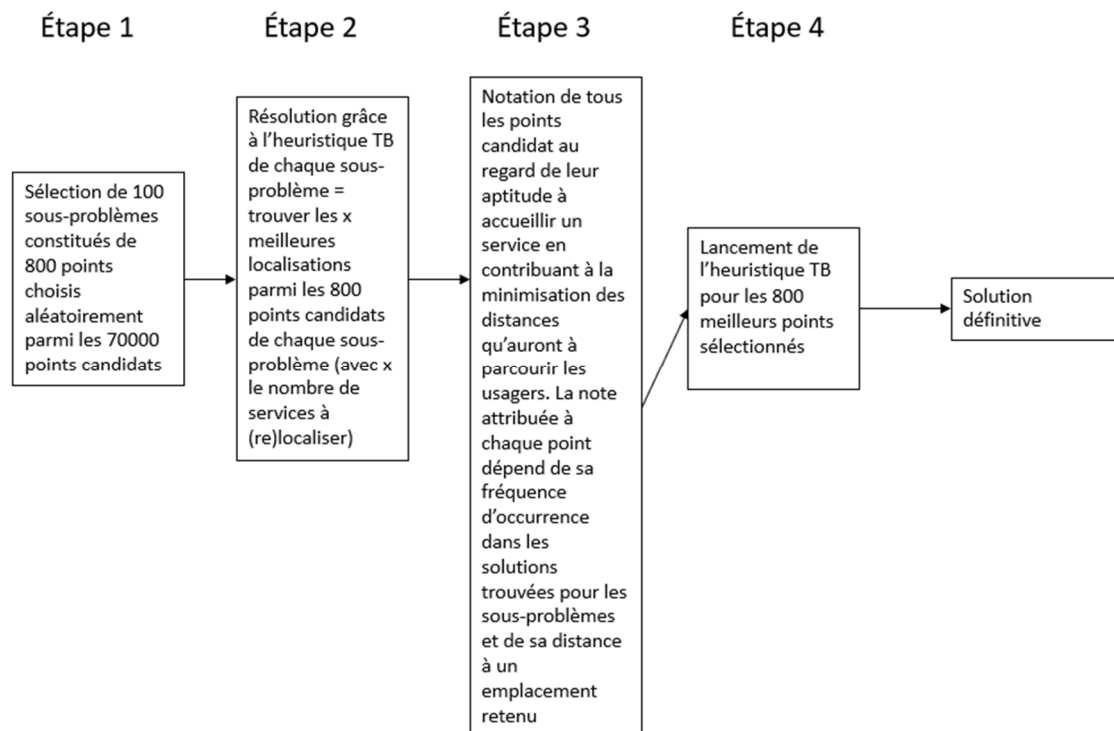 Étape 1
Étape 2
Étape 3
Étape 4
Sélection de 100
sous-problèmes
constitués de
800 points
choisis
aléatoirement
parmi les 70000
points candidats
Résolution grâce
à l'heuristique TB
de chaque sous-
problème =
trouver les x
meilleures
localisations
parmi les 800
points candidats
de chaque sous-
problème (avec x
le nombre de
services à
(re)localiser)
Notation de tous
les points
candidat au
regard de leur
aptitude à
accueillir un
service en
contribuant à la
minimisation des
distances
qu'auront à
parcourir les
usagers. La note
attribuée à
chaque point
dépend de sa
fréquence
d'occurrence
dans les
solutions
trouvées pour les
sous-problèmes
et de sa distance
à un
emplacement
retenu
Lancement de
l'heuristique TB
pour les 800
meilleurs points
sélectionnés
Solution
définitive